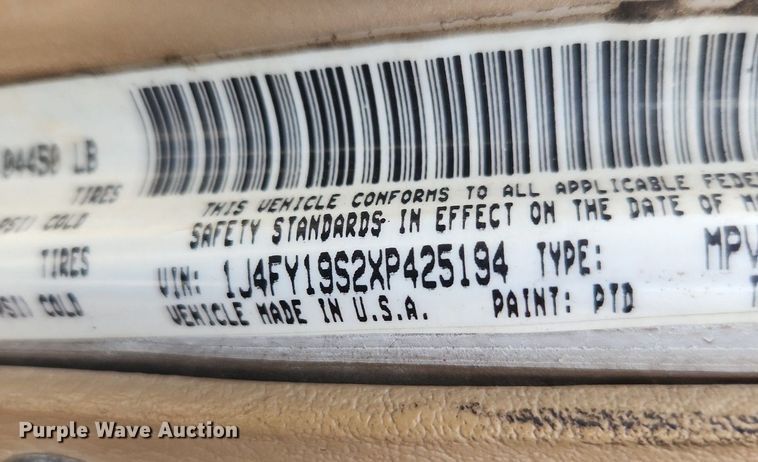 04450 LB
TIRES
THIS VEHICLE CONFORMS TO ALL APPLICABLE FEDE
COLD
SAFETY STANDARDS IN EFFECT ON THE DATE OF M
TIRES
VIN: 1J4FY19S2XP425194 TYPE: MPV
COLD
VEHICLE MADE IN U.S.A. PAINT: PTD
Purple Wave Auction